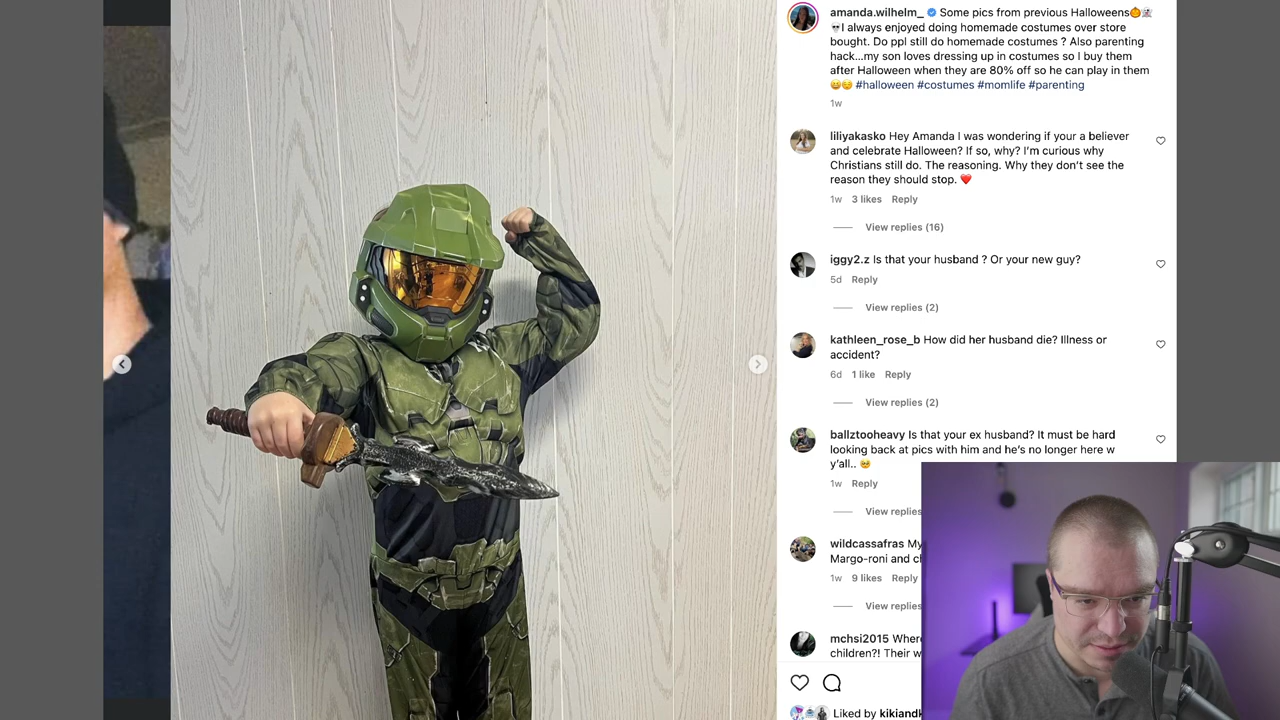 amanda.wilhelm_ Some pics from previous Halloweens🎃👻
💀I always enjoyed doing homemade costumes over store
bought. Do ppl still do homemade costumes ? Also parenting
hack...my son loves dressing up in costumes so I buy them
after Halloween when they are 80% off so he can play in them
😄😌 #halloween #costumes #momlife #parenting
1w
liliyakasko Hey Amanda I was wondering if your a believer
and celebrate Halloween? If so, why? I'm curious why
Christians still do. The reasoning. Why they don't see the
reason they should stop. ❤️
1w 3 likes Reply
View replies (16)
iggy2.z Is that your husband ? Or your new guy?
5d Reply
View replies (2)
kathleen_rose_b How did her husband die? Illness or
accident?
6d 1 like Reply
View replies (2)
ballztooheavy Is that your ex husband? It must be hard
looking back at pics with him and he's no longer here w
y'all.. 🥺
1w Reply
View replies
wildcassafras My
Margo-roni and
1w 9 likes Reply
View replies
mchsi2015
children?! Their
Liked by